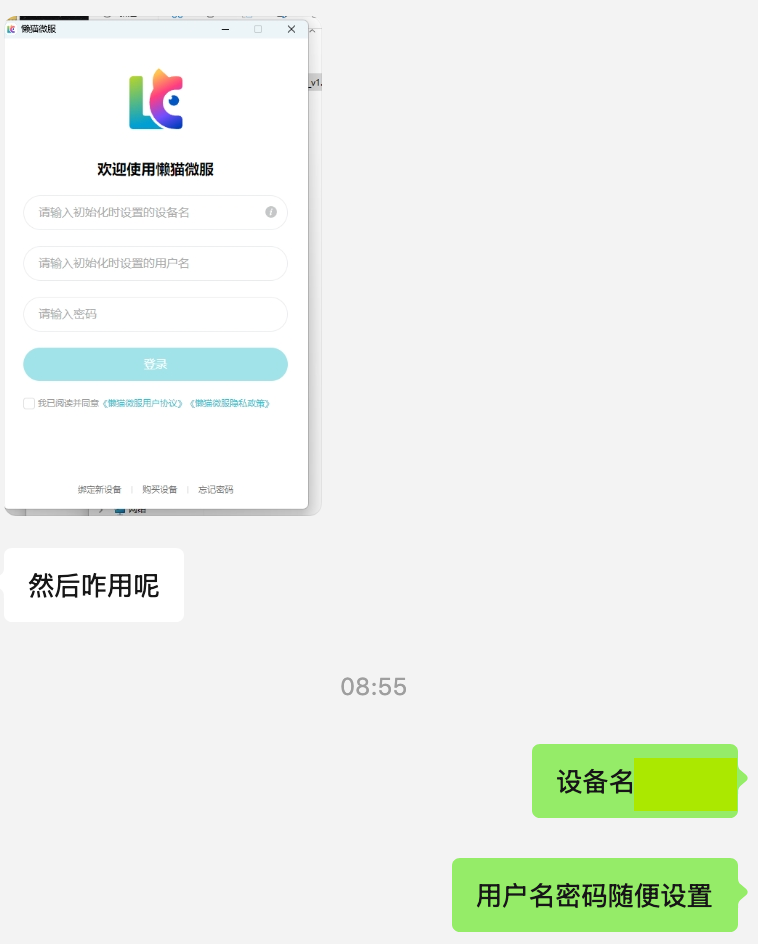 懒猫微服
_v1.
欢迎使用懒猫微服
请输入初始化时设置的设备名
请输入初始化时设置的用户名
请输入密码
登录
我已阅读并同意《懒猫微服用户协议》《懒猫微服隐私政策》
绑定新设备 | 购买设备 | 忘记密码
网络
然后咋用呢
08:55
设备名
用户名密码随便设置